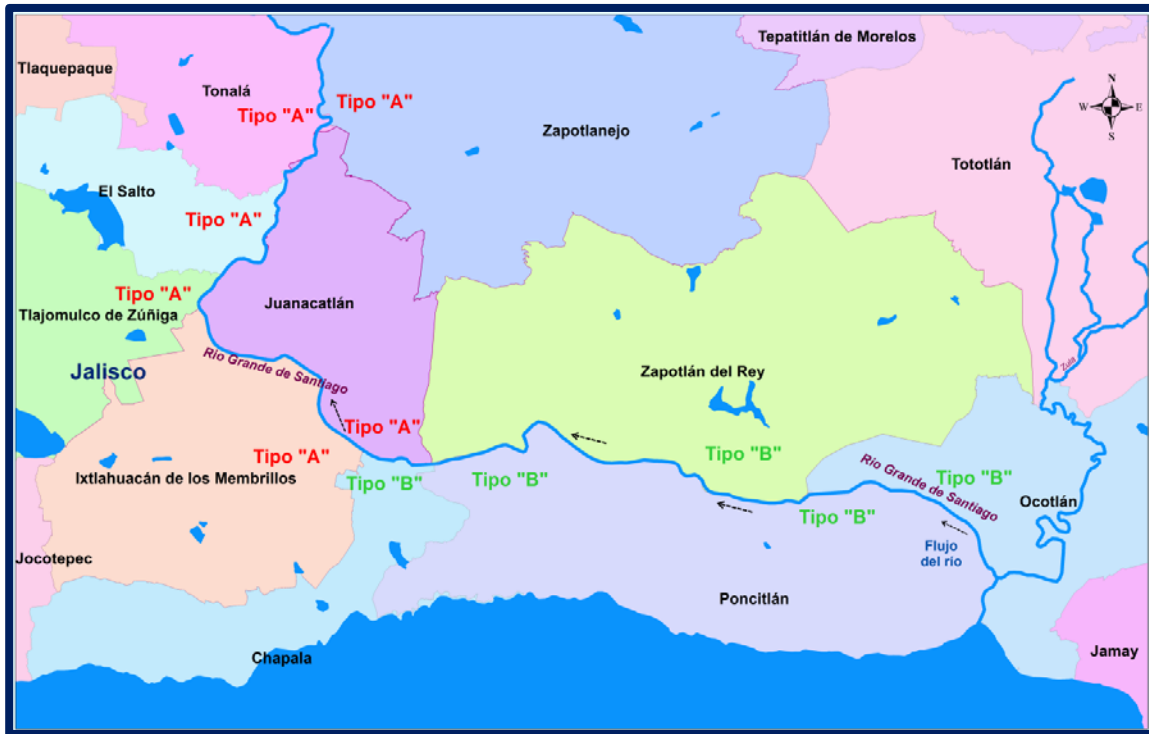 Tepatitlán de Morelos
Tlaquepaque
Tonalá
N
W
E
S
Tipo "A"
Tipo "A"
Zapotlanejo
Tototlán
El Salto
Tipo "A"
Tipo "A"
Juanacatlán
Tlajomulco de Zúñiga
Rio Grande de Santiago
Jalisco
Zapotlán del Rey
Zula
Tipo "A"
Tipo "A"
Tipo "B"
Ixtlahuacán de los Membrillos
Tipo "B"
Tipo "B"
Rio Grande de Santiago
Tipo "B"
Ocotlán
Tipo "B"
Flujo
del río
Jocotepec
Poncitlán
Chapala
Jamay